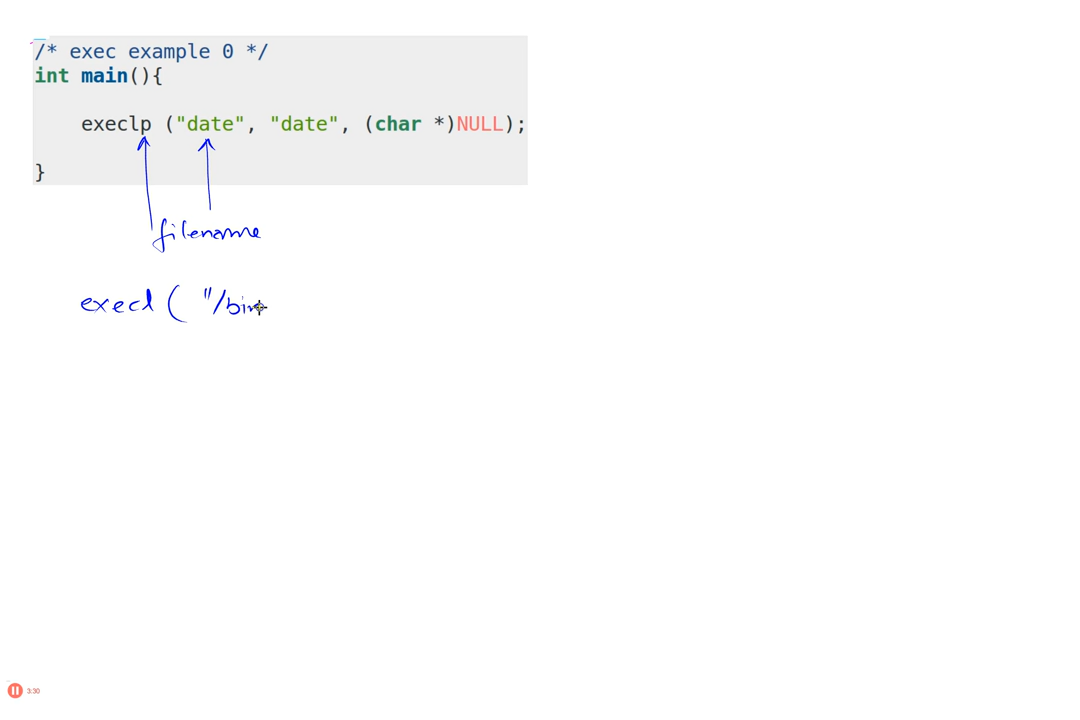 /* exec example 0 */
int main(){
execlp ("date", "date", (char *)NULL);
}
filename
execl ( "/bin
3:30